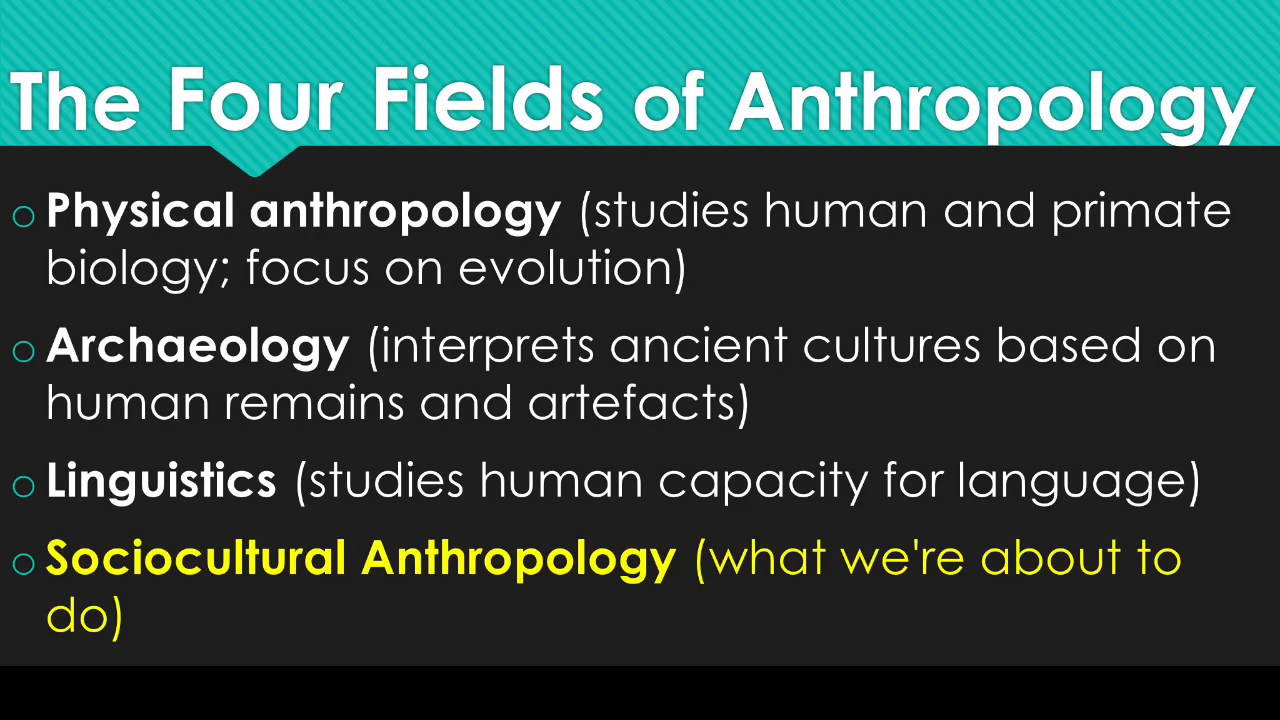 The Four Fields of Anthropology
o Physical anthropology (studies human and primate
biology; focus on evolution)
o Archaeology (interprets ancient cultures based on
human remains and artefacts)
o Linguistics (studies human capacity for language)
o Sociocultural Anthropology (what we're about to
do)